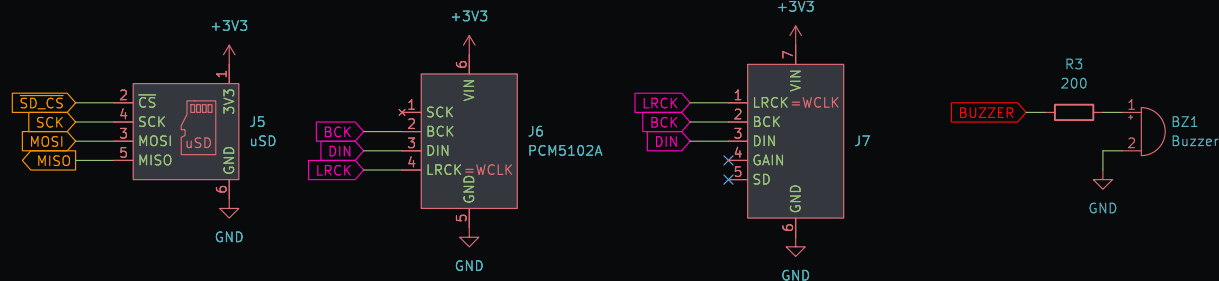 +3V3
1
SD_CS
2
CS
3V3
SCK
4
SCK
MOSI
3
MOSI
MISO
5
MISO
uSD
GND
6
J5
uSD
GND
+3V3
6
VIN
1
SCK
BCK
2
BCK
DIN
3
DIN
LRCK
4
LRCK=WCLK
GND
5
J6
PCM5102A
GND
+3V3
7
VIN
LRCK
1
LRCK=WCLK
BCK
2
BCK
DIN
3
DIN
4
GAIN
5
SD
GND
6
J7
GND
R3
200
BUZZER
1
+
2
BZ1
Buzzer
GND